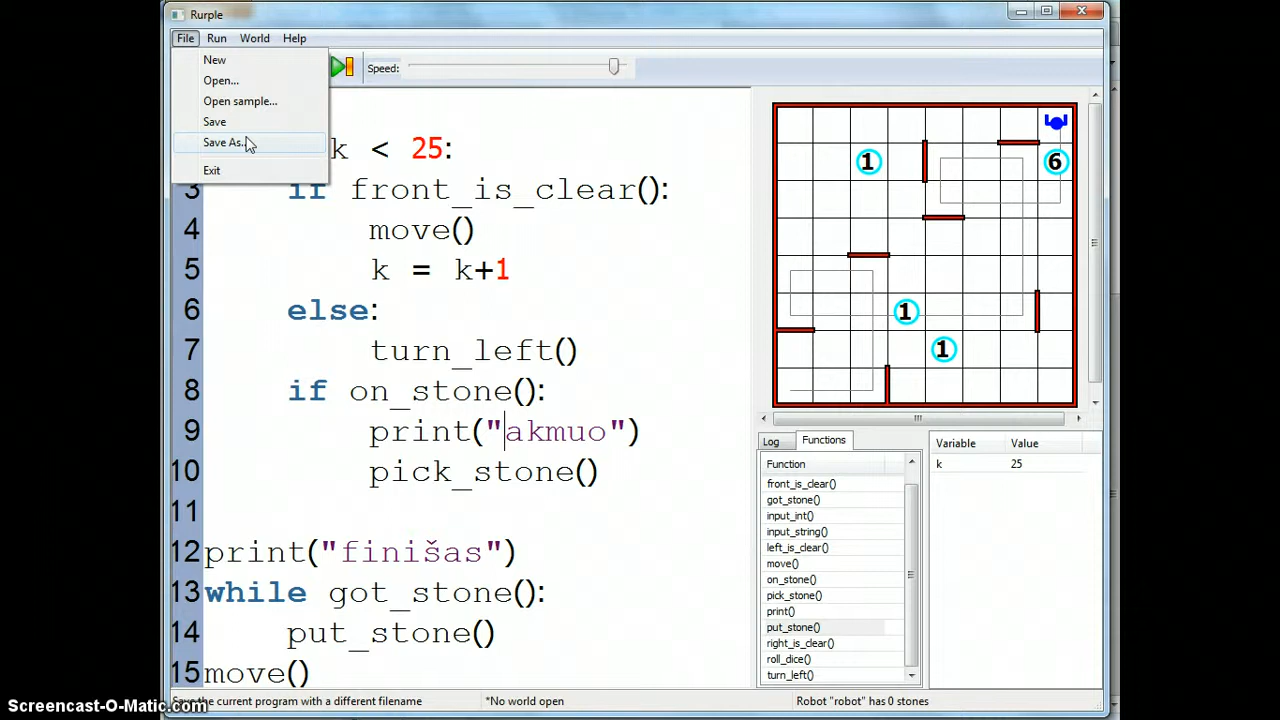 Rurple
File Run World Help
New
Open...
Open sample...
Save
Save As...
Exit
Speed:
k < 25:
3 if front_is_clear():
4 move()
5 k = k+1
6 else:
7 turn_left()
8 if on_stone():
9 print("akmuo")
10 pick_stone()
11
12 print("finišas")
13 while got_stone():
14 put_stone()
15 move()
1
6
1
1
Log Functions
Function
front_is_clear()
got_stone()
input_int()
input_string()
left_is_clear()
move()
on_stone()
pick_stone()
print()
put_stone()
right_is_clear()
roll_dice()
turn_left()
Variable Value
k 25
the current program with a different filename
*No world open
Robot "robot" has 0 stones
Screencast-O-Matic.com